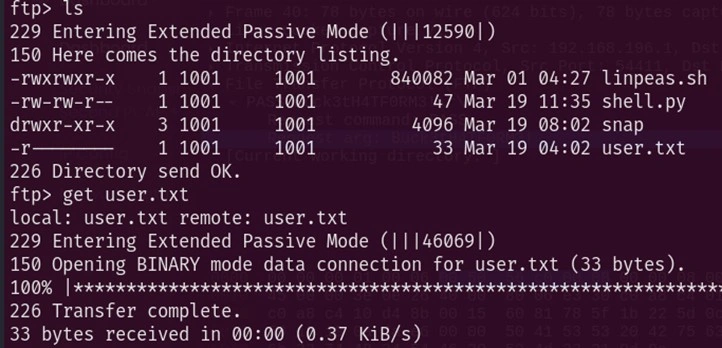 ftp> ls
229 Entering Extended Passive Mode (|||12590|)
150 Here comes the directory listing.
-rwxrwxr-x    1 1001     1001       840082 Mar 01 04:27 linpeas.sh
-rw-rw-r--    1 1001     1001           47 Mar 19 11:35 shell.py
drwxr-xr-x    3 1001     1001         4096 Mar 19 08:02 snap
-r--------    1 1001     1001           33 Mar 19 04:02 user.txt
226 Directory send OK.
ftp> get user.txt
local: user.txt remote: user.txt
229 Entering Extended Passive Mode (|||46069|)
150 Opening BINARY mode data connection for user.txt (33 bytes).
100% |***************************************************************
226 Transfer complete.
33 bytes received in 00:00 (0.37 KiB/s)